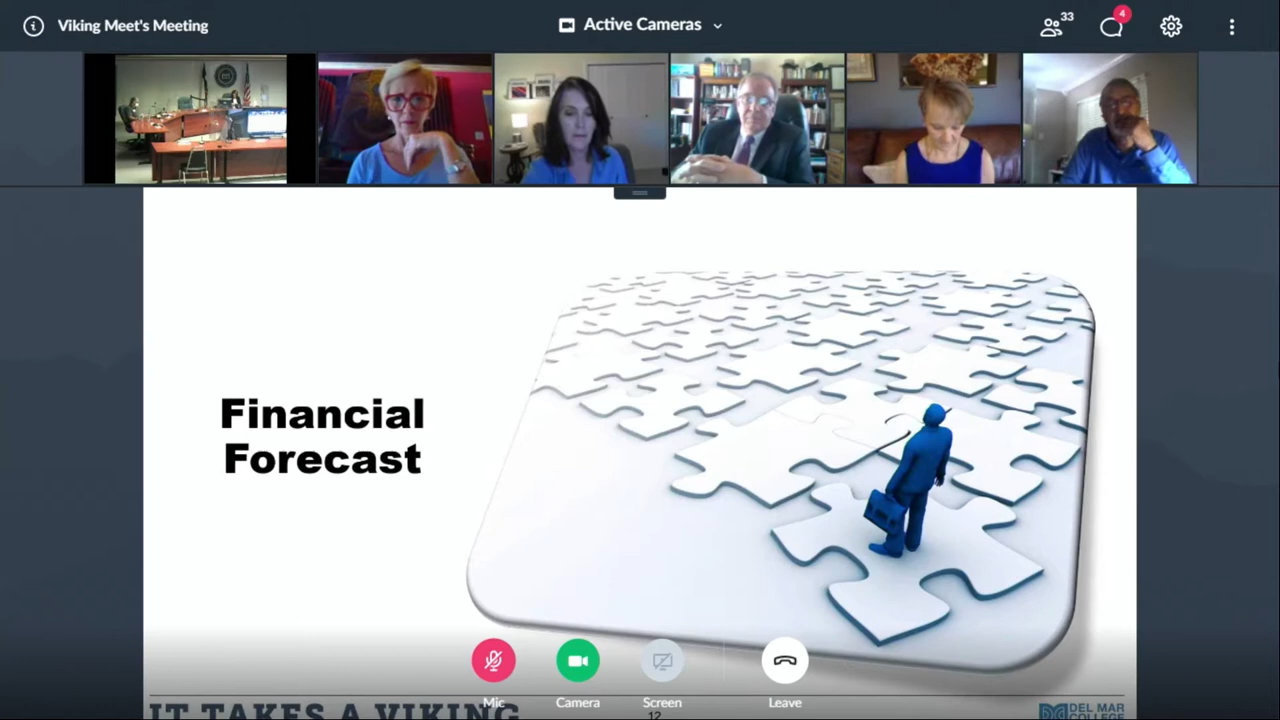 Viking Meet's Meeting
Active Cameras
33
4
Financial
Forecast
Mic
Camera
Screen
Leave
IT TAKES A VIKING
12
DEL MAR
COLLEGE